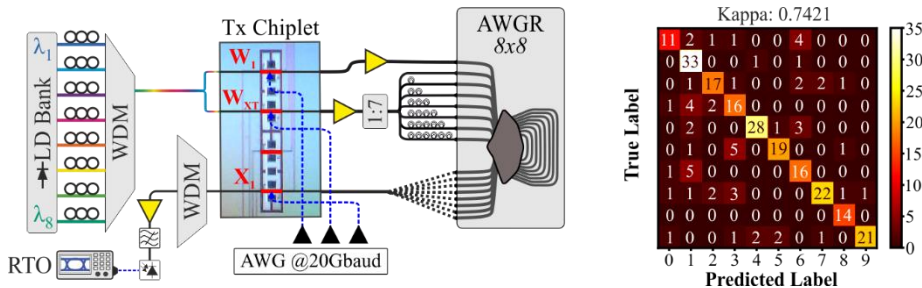 Tx Chiplet
AWGR
8x8
λ1
LD Bank
λ8
WDM
WDM
WI
WXT
XI
1:7
RTO
AWG @20Gbaud
Kappa: 0.7421
True Label
0 11 2 1 1 0 0 4 0 0 0
1 0 33 0 0 1 0 1 0 0 0
2 0 1 17 1 0 0 2 2 1 0
3 1 4 2 16 0 0 0 0 0 0
4 0 2 0 0 28 1 3 0 0 0
5 0 0 0 5 0 19 0 0 0 0
6 1 5 0 0 0 0 16 0 0 0
7 1 1 2 3 0 0 0 22 1 1
8 0 0 0 0 0 0 0 0 14 0
9 1 0 0 1 2 2 0 1 0 21
0 1 2 3 4 5 6 7 8 9
Predicted Label
35
30
25
20
15
10
5
0